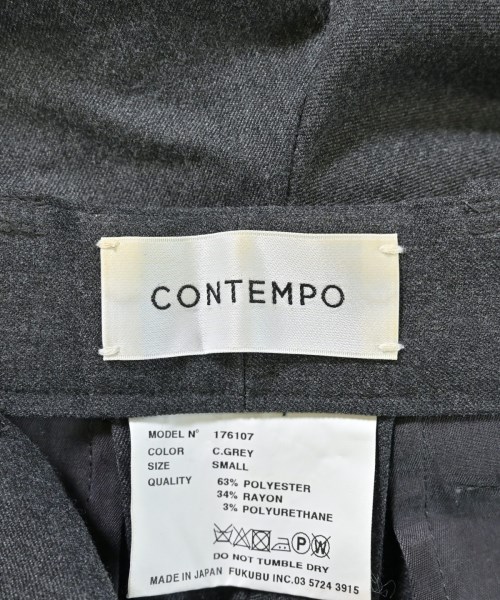 CONTEMPO
MODEL N° 176107
COLOR C.GREY
SIZE SMALL
QUALITY 63% POLYESTER
34% RAYON
3% POLYURETHANE
P W
DO NOT TUMBLE DRY
MADE IN JAPAN FUKUBU INC.03 5724 3915